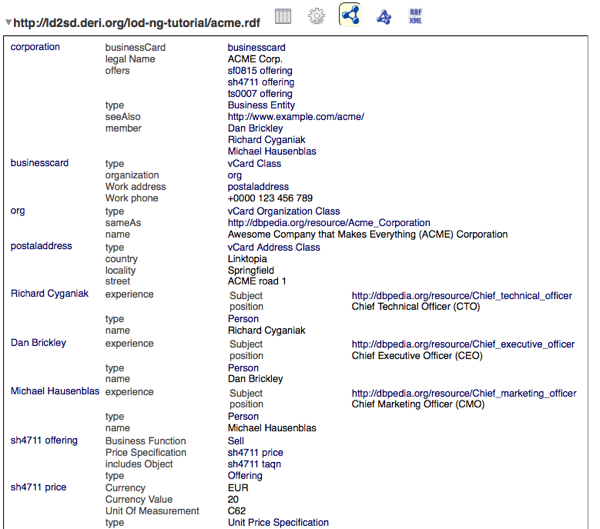 http://ld2sd.deri.org/lod-ng-tutorial/acme.rdf RDF XML
corporation businessCard businesscard
legal Name ACME Corp.
offers sf0815 offering
sh4711 offering
ts0007 offering
type Business Entity
seeAlso http://www.example.com/acme/
member Dan Brickley
Richard Cyganiak
Michael Hausenblas
businesscard type vCard Class
organization org
Work address postaladdress
Work phone +0000 123 456 789
org type vCard Organization Class
sameAs http://dbpedia.org/resource/Acme_Corporation
name Awesome Company that Makes Everything (ACME) Corporation
postaladdress type vCard Address Class
country Linktopia
locality Springfield
street ACME road 1
Richard Cyganiak experience Subject http://dbpedia.org/resource/Chief_technical_officer
position Chief Technical Officer (CTO)
type Person
name Richard Cyganiak
Dan Brickley experience Subject http://dbpedia.org/resource/Chief_executive_officer
position Chief Executive Officer (CEO)
type Person
name Dan Brickley
Michael Hausenblas experience Subject http://dbpedia.org/resource/Chief_marketing_officer
position Chief Marketing Officer (CMO)
type Person
name Michael Hausenblas
sh4711 offering Business Function Sell
Price Specification sh4711 price
includes Object sh4711 taqn
type Offering
sh4711 price Currency EUR
Currency Value 20
Unit Of Measurement C62
type Unit Price Specification